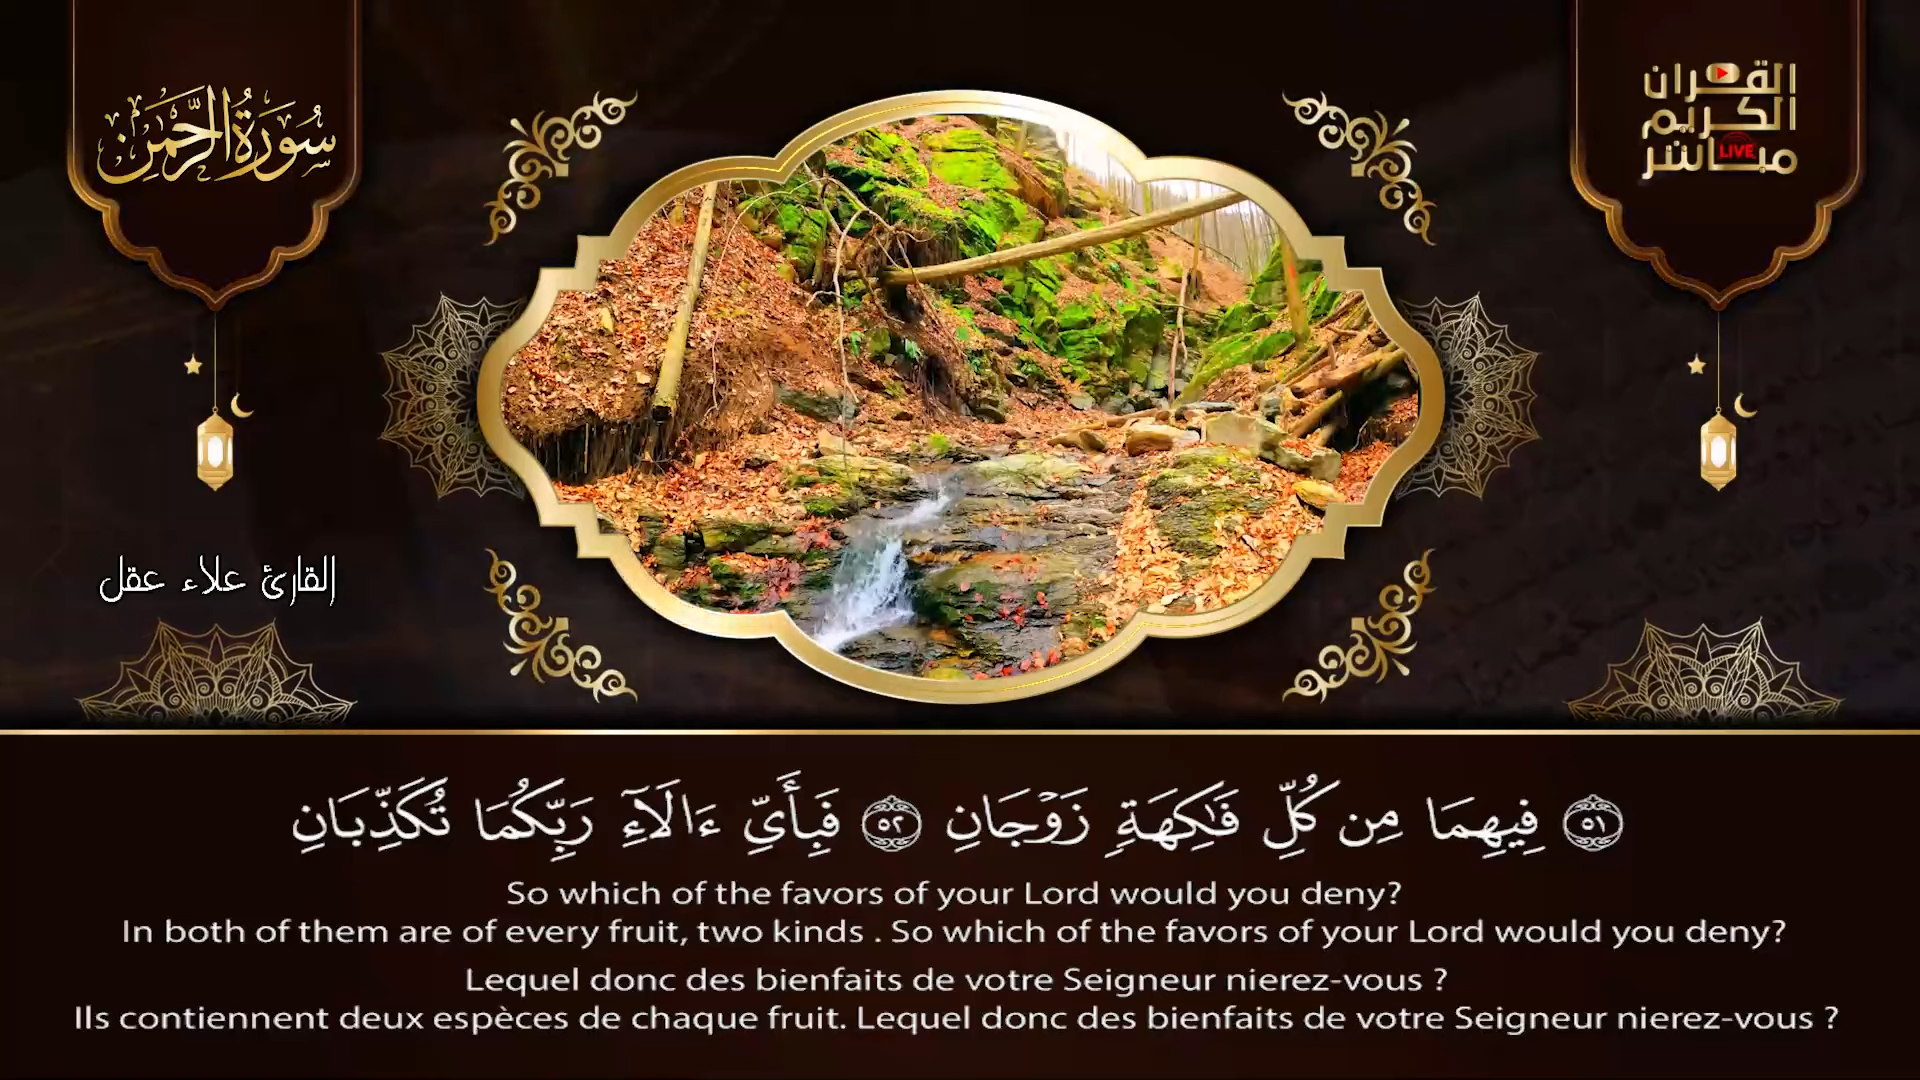 سُورَةُ الرَّحْمَٰن
القرآن
الكريم
مباشر
LIVE
القارئ علاء عقل
۝٥١ فِيهِمَا مِن كُلِّ فَٰكِهَةٍ زَوْجَانِ ۝٥٢ فَبِأَيِّ ءَالَآءِ رَبِّكُمَا تُكَذِّبَانِ
So which of the favors of your Lord would you deny?
In both of them are of every fruit, two kinds . So which of the favors of your Lord would you deny?
Lequel donc des bienfaits de votre Seigneur nierez-vous ?
Ils contiennent deux espèces de chaque fruit. Lequel donc des bienfaits de votre Seigneur nierez-vous ?